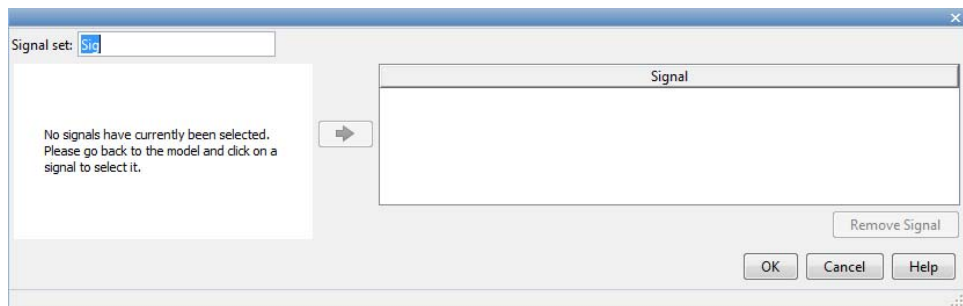 Signal set: Sig
Signal
No signals have currently been selected.
Please go back to the model and click on a
signal to select it.
Remove Signal
OK Cancel Help